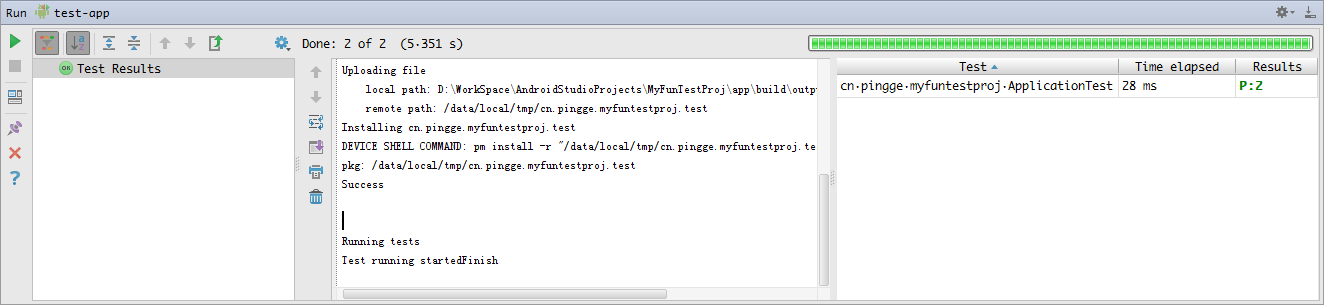 Run test-app
Done: 2 of 2 (5.351 s)
OK Test Results
Uploading file
local path: D:\WorkSpace\AndroidStudioProjects\MyFunTestProj\app\build\outp
remote path: /data/local/tmp/cn.pingge.myfuntestproj.test
Installing cn.pingge.myfuntestproj.test
DEVICE SHELL COMMAND: pm install -r "/data/local/tmp/cn.pingge.myfuntestproj.te
pkg: /data/local/tmp/cn.pingge.myfuntestproj.test
Success
Running tests
Test running startedFinish
Test Time elapsed Results
cn.pingge.myfuntestproj.ApplicationTest 28 ms P:2